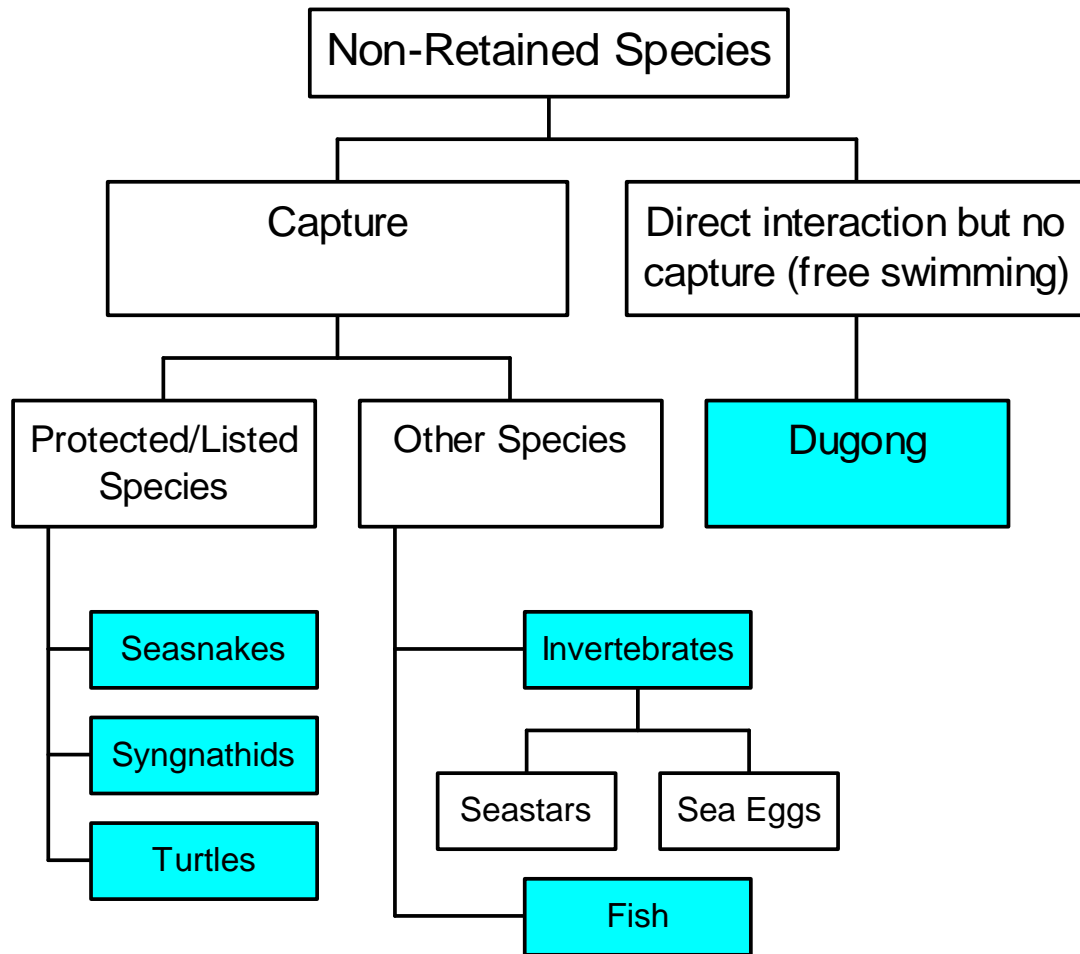 Non-Retained Species
Capture
Direct interaction but no
capture (free swimming)
Protected/Listed
Species
Other Species
Dugong
Seasnakes
Invertebrates
Syngnathids
Seastars
Sea Eggs
Turtles
Fish